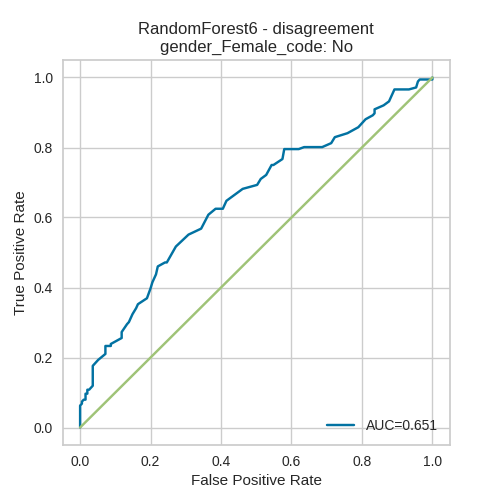 RandomForest6 - disagreement
gender_Female_code: No
True Positive Rate
1.0
0.8
0.6
0.4
0.2
0.0
AUC=0.651
0.0 0.2 0.4 0.6 0.8 1.0
False Positive Rate